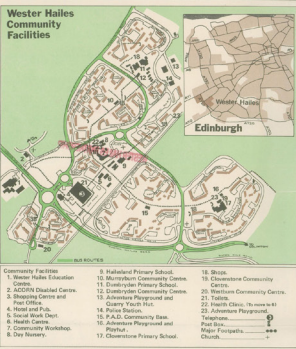 Wester Hailes
Community
Facilities
Wester Hailes
Edinburgh
BUS ROUTES
Community Facilities
1. Wester Hailes Education
Centre.
2. ACORN Disabled Centre.
3. Shopping Centre and
Post Office.
4. Hotel and Pub.
5. Social Work Dept.
6. Health Centre.
7. Community Workshop.
8. Day Nursery.
9. Hailesland Primary School.
10. Murrayburn Community Centre.
11. Dumbryden Primary School.
12. Dumbryden Community Centre.
13. Adventure Playground and
Quarry Youth Hut.
14. Police Station.
15. P.A.D. Community Base.
16. Adventure Playground and
Playhut.
17. Clovenstone Primary School.
18. Shops.
19. Clovenstone Community
Centre.
20. Westburn Community Centre.
21. Toilets.
22. Health Clinic.
23. Adventure Playground.
Telephone
Post Box
Major Footpaths
Church